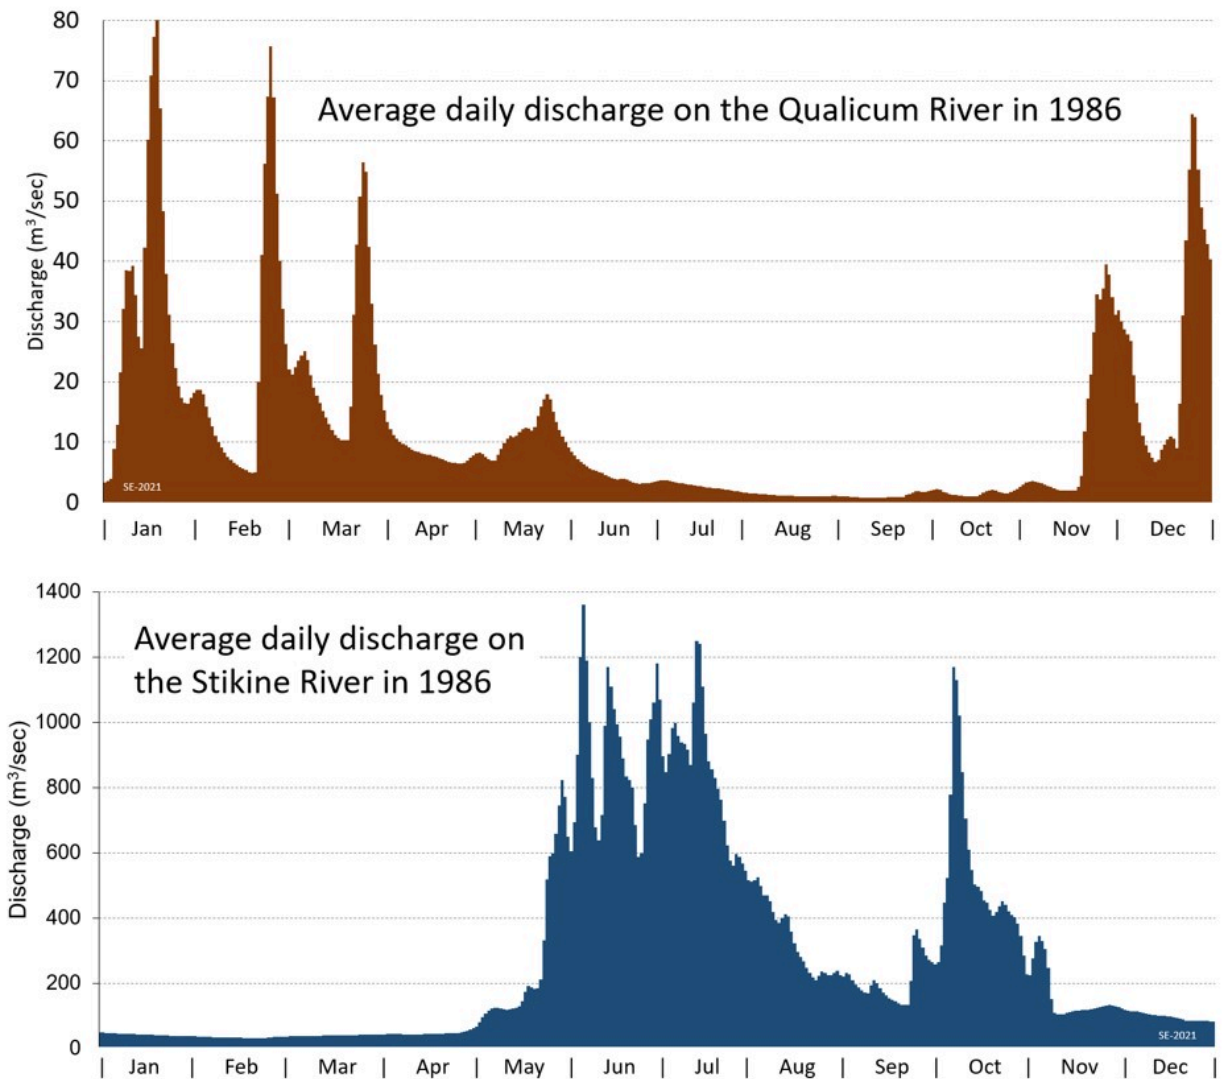 80
70
Average daily discharge on the Qualicum River in 1986
60
50
Discharge (m³/sec)
40
30
20
10
SE-2021
0
| Jan | Feb | Mar | Apr | May | Jun | Jul | Aug | Sep | Oct | Nov | Dec |
1400
Average daily discharge on
1200
the Stikine River in 1986
1000
Discharge (m³/sec)
800
600
400
200
SE-2021
0
| Jan | Feb | Mar | Apr | May | Jun | Jul | Aug | Sep | Oct | Nov | Dec |